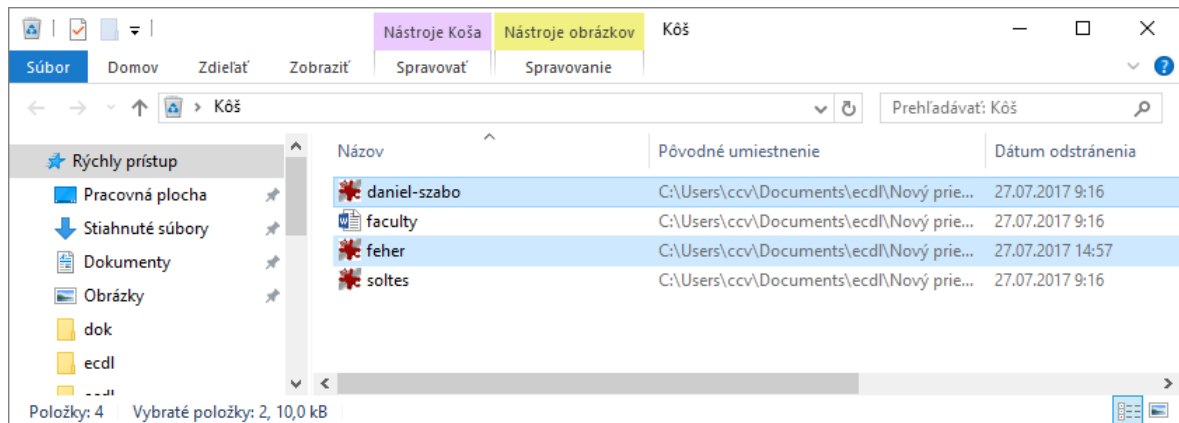 Nástroje Koša Nástroje obrázkov Kôš
Súbor Domov Zdieľať Zobraziť Spravovať Spravovanie
Kôš Prehľadávať: Kôš
Rýchly prístup
Pracovná plocha
Stiahnuté súbory
Dokumenty
Obrázky
dok
ecdl
Názov Pôvodné umiestnenie Dátum odstránenia
daniel-szabo C:\Users\ccv\Documents\ecdl\Nový prie... 27.07.2017 9:16
faculty C:\Users\ccv\Documents\ecdl\Nový prie... 27.07.2017 9:16
feher C:\Users\ccv\Documents\ecdl\Nový prie... 27.07.2017 14:57
soltes C:\Users\ccv\Documents\ecdl\Nový prie... 27.07.2017 9:16
Položky: 4 Vybraté položky: 2, 10,0 kB